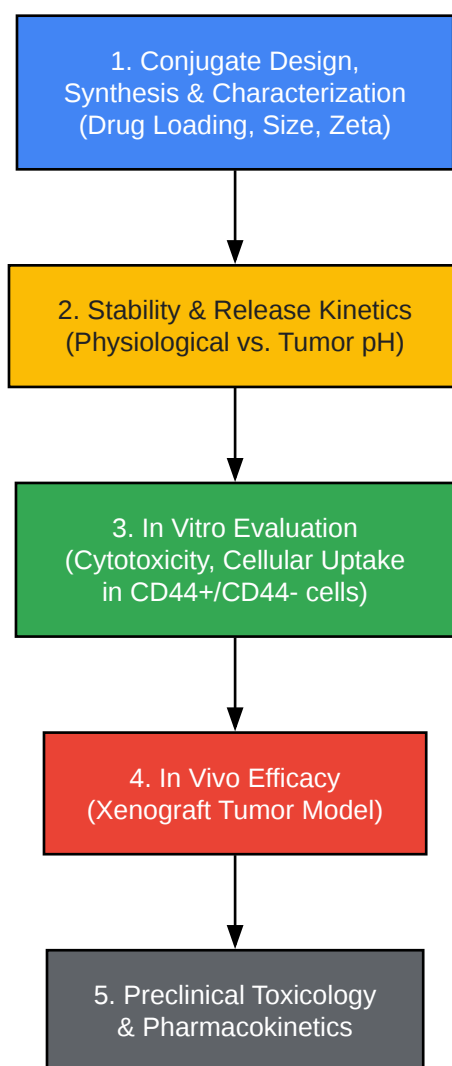 1. Conjugate Design,
Synthesis & Characterization
(Drug Loading, Size, Zeta)
2. Stability & Release Kinetics
(Physiological vs. Tumor pH)
3. In Vitro Evaluation
(Cytotoxicity, Cellular Uptake
in CD44+/CD44- cells)
4. In Vivo Efficacy
(Xenograft Tumor Model)
5. Preclinical Toxicology
& Pharmacokinetics